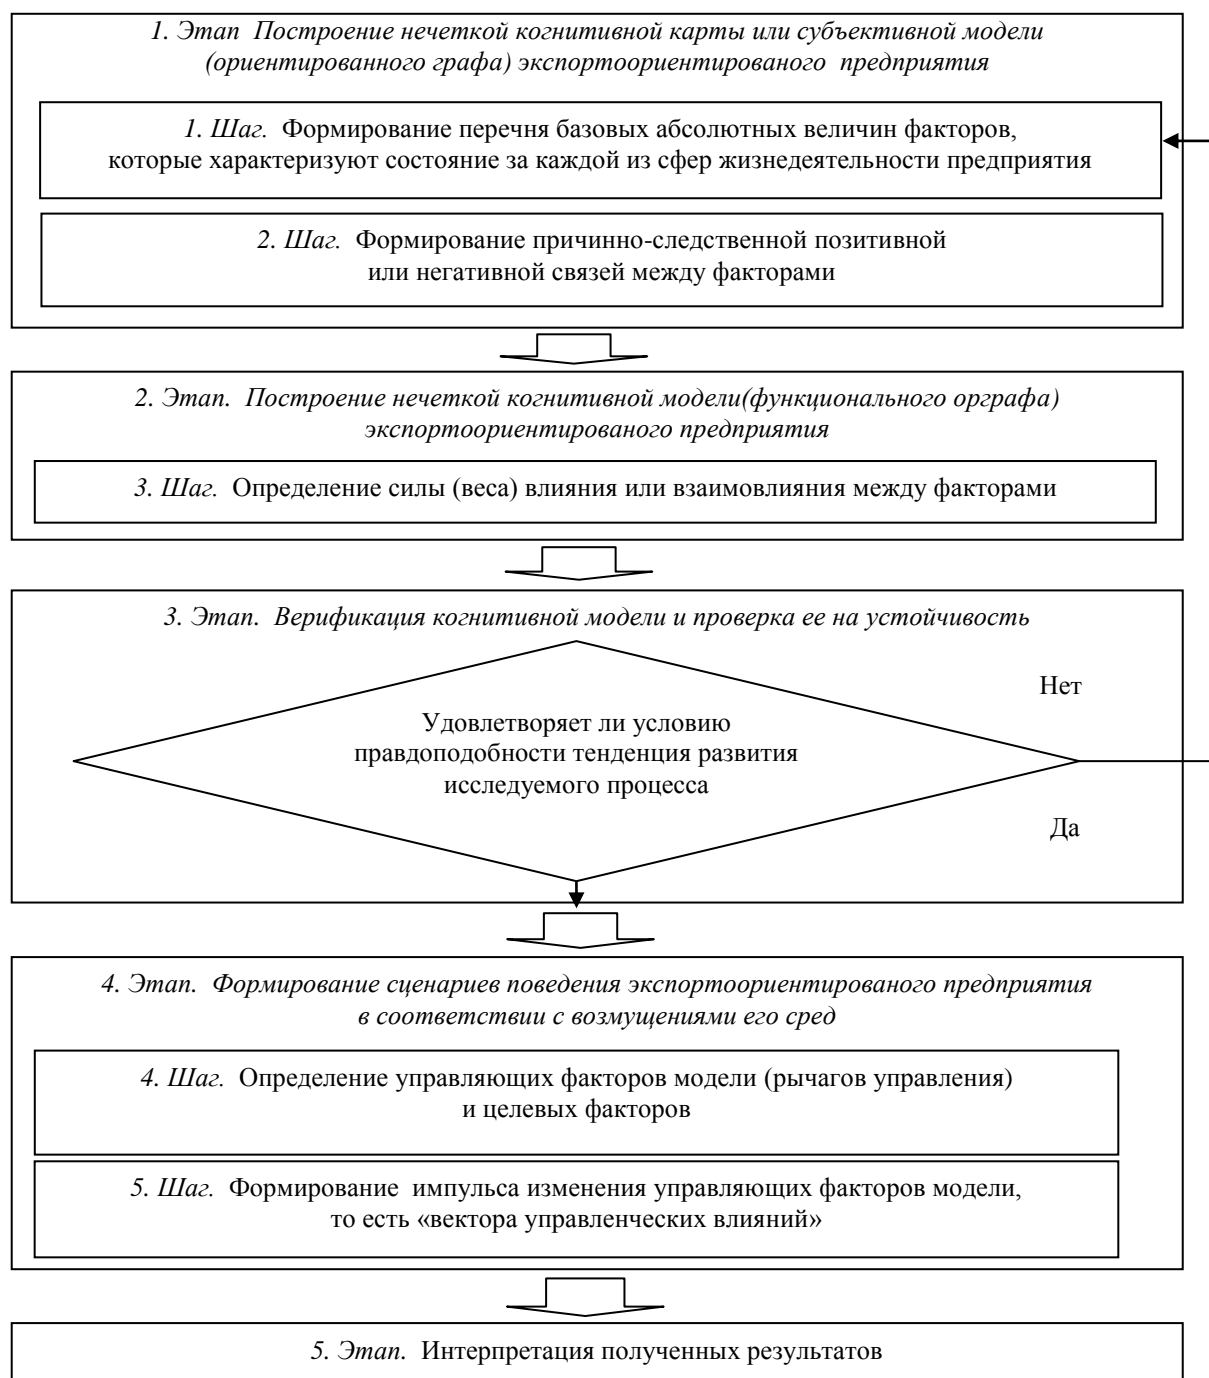 1. Этап Построение нечеткой когнитивной карты или субъективной модели
(ориентированного графа) экспортоориентированого предприятия
1. Шаг. Формирование перечня базовых абсолютных величин факторов,
которые характеризуют состояние за каждой из сфер жизнедеятельности предприятия
2. Шаг. Формирование причинно-следственной позитивной
или негативной связей между факторами
2. Этап. Построение нечеткой когнитивной модели(функционального орграфа)
экспортоориентированого предприятия
3. Шаг. Определение силы (веса) влияния или взаимовлияния между факторами
3. Этап. Верификация когнитивной модели и проверка ее на устойчивость
Нет
Удовлетворяет ли условию
правдоподобности тенденция развития
исследуемого процесса
Да
4. Этап. Формирование сценариев поведения экспортоориентированого предприятия
в соответствии с возмущениями его сред
4. Шаг. Определение управляющих факторов модели (рычагов управления)
и целевых факторов
5. Шаг. Формирование импульса изменения управляющих факторов модели,
то есть «вектора управленческих влияний»
5. Этап. Интерпретация полученных результатов